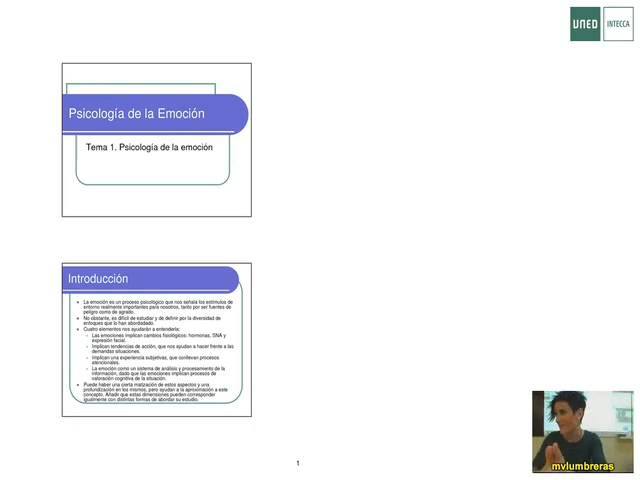 UNED INTECCA
Psicología de la Emoción
Tema 1. Psicología de la emoción
Introducción
La emoción es un proceso psicológico que nos señala los estímulos de
entorno realmente importantes para nosotros, tanto por ser fuentes de
peligro como de agrado.
No obstante, es difícil de estudiar y de definir por la diversidad de
enfoques que lo han abordadado.
Cuatro elementos nos ayudarán a entenderla:
Las emociones implican cambios fisiológicos: hormonas, SNA y
expresión facial.
Implican tendencias de acción, que nos ayudan a hacer frente a las
demandas situaciones.
Implican una experiencia subjetivas, que conllevan procesos
atencionales.
La emoción como un sistema de análisis y procesamiento de la
información, dado que las emociones implican procesos de
valoración cognitiva de la situación.
Puede haber una cierta matización de estos aspectos y una
profundización en los mismos, pero ayudan a la aproximación a este
concepto. Añadir que estas dimensiones pueden corresponder
igualmente con distintas formas de abordar su estudio.
mvlumbreras
1